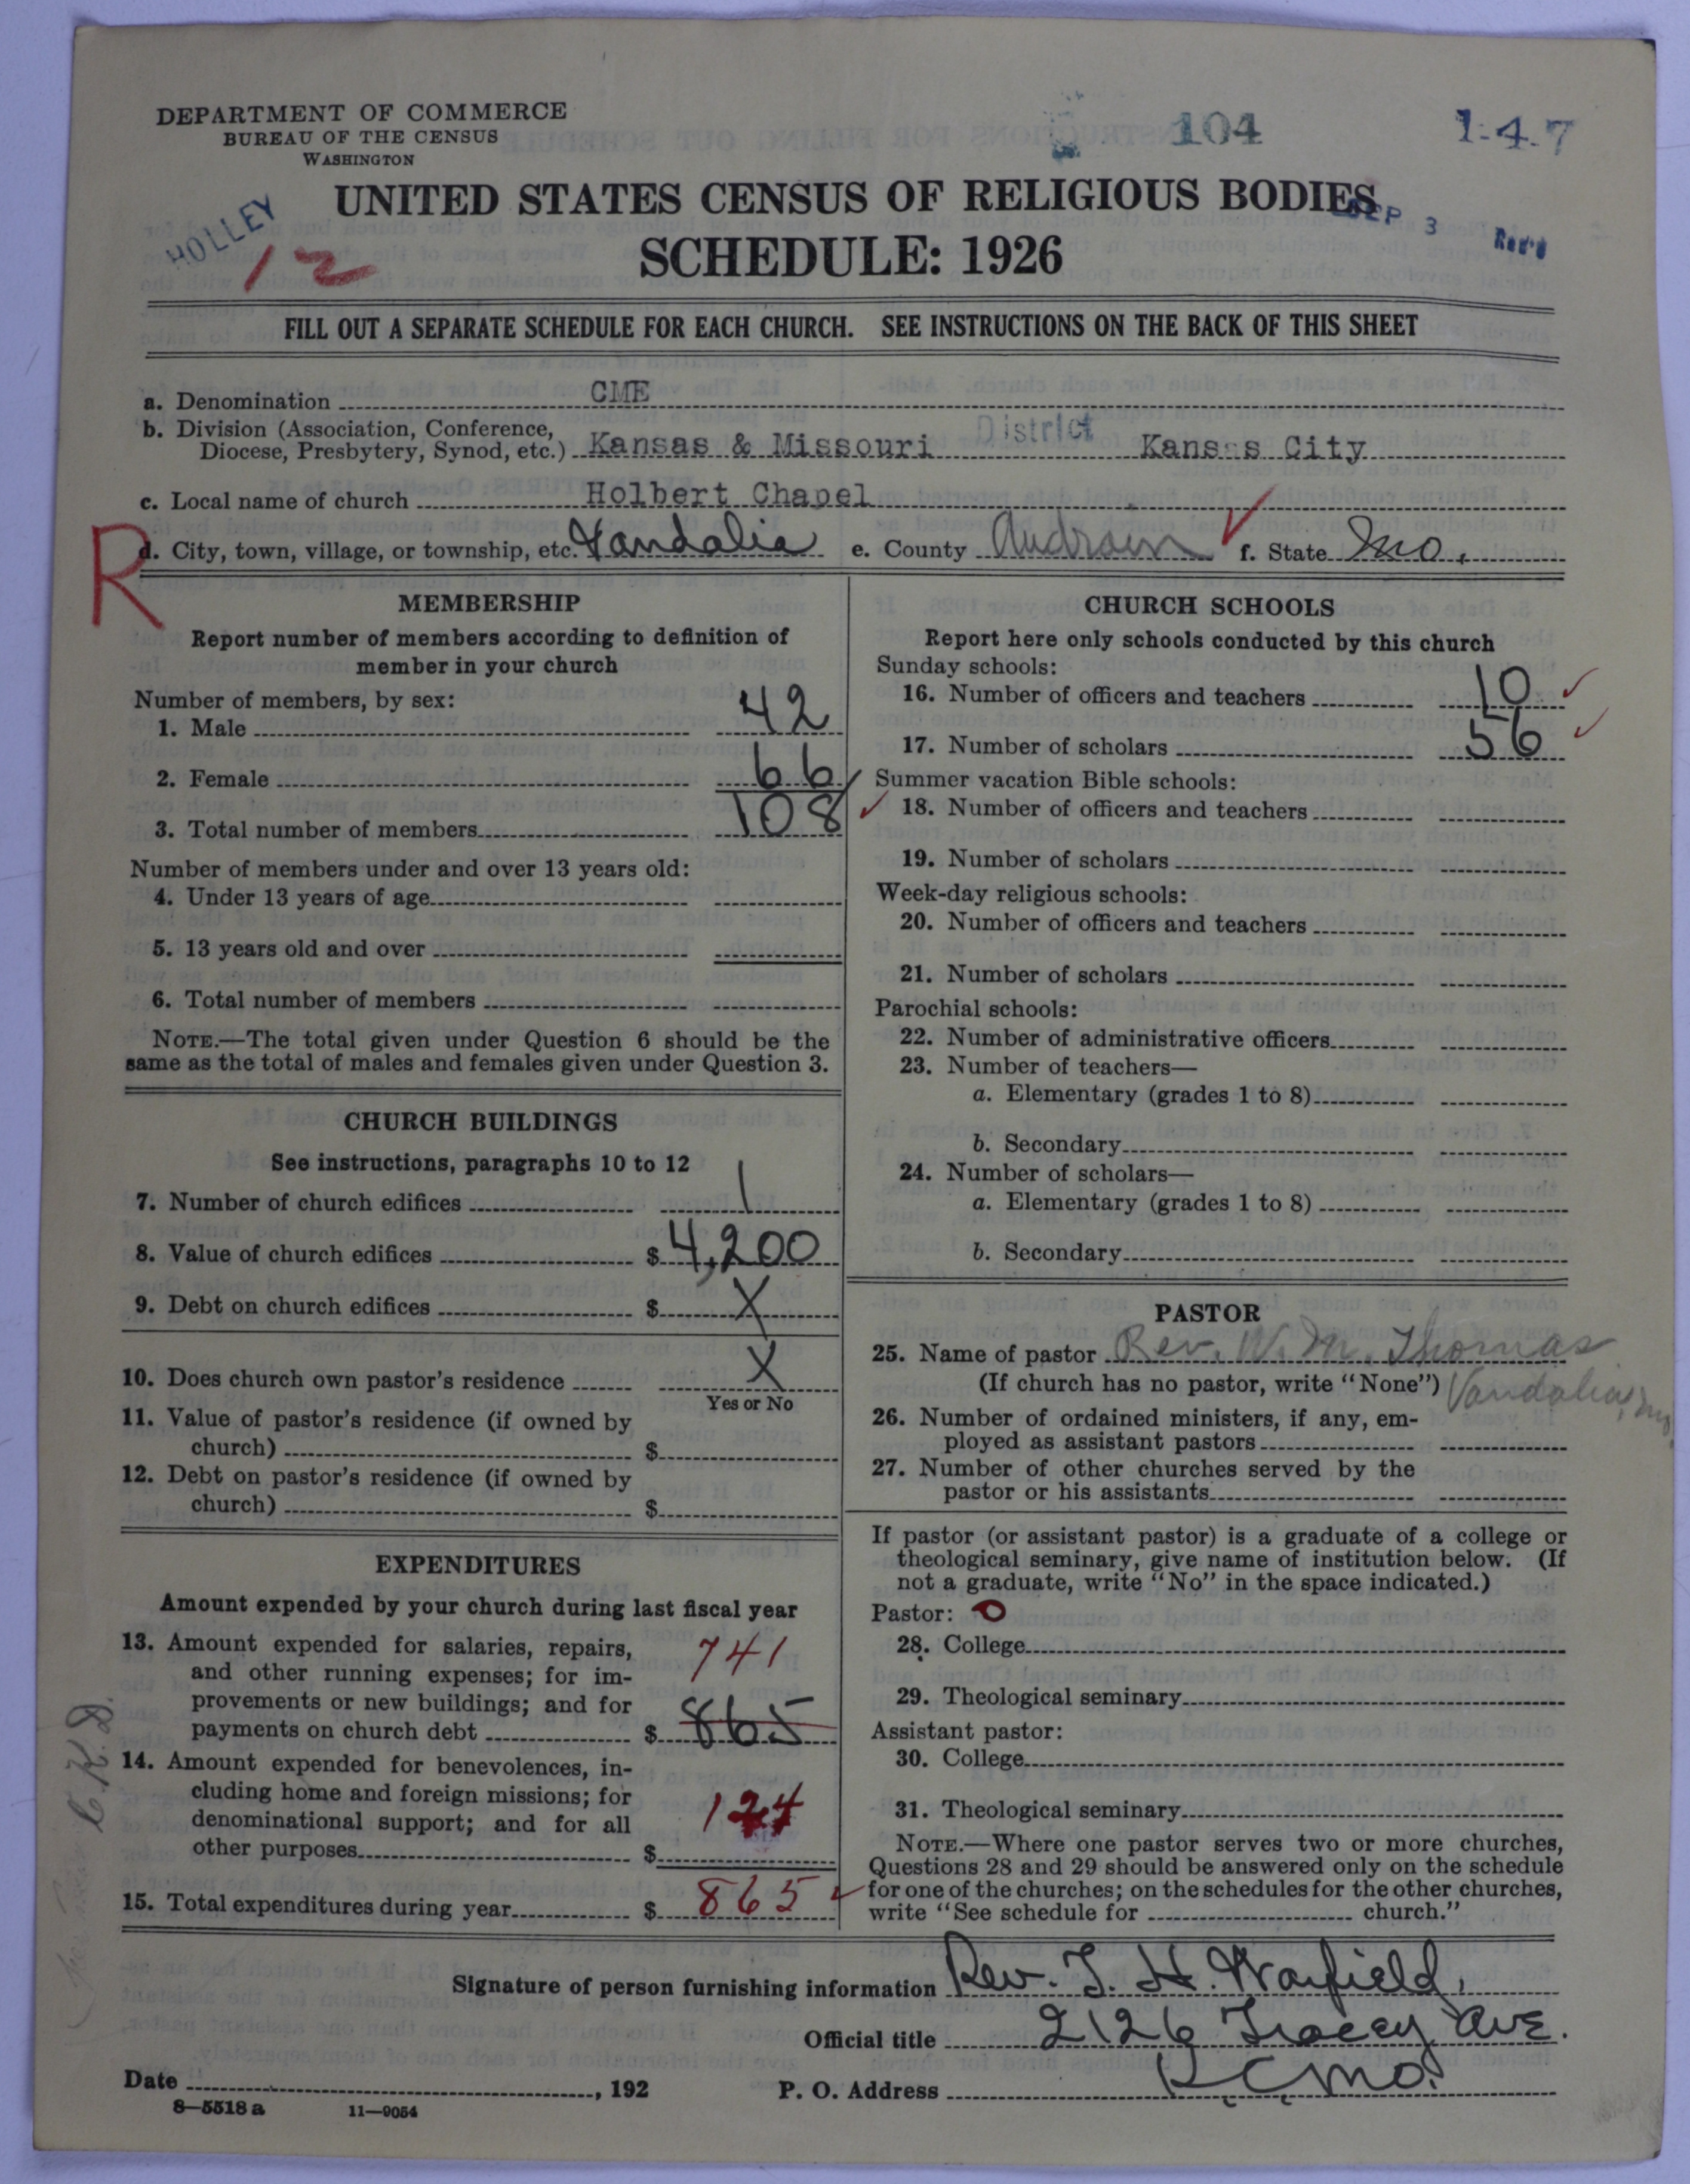 DEPARTMENT OF COMMERCE
BUREAU OF THE CENSUS
WASHINGTON
104
1-4-7
HOLLEY
12
UNITED STATES CENSUS OF RELIGIOUS BODIES
SEP 3 Rec'd
SCHEDULE: 1926
FILL OUT A SEPARATE SCHEDULE FOR EACH CHURCH. SEE INSTRUCTIONS ON THE BACK OF THIS SHEET
a. Denomination CME
b. Division (Association, Conference,
Diocese, Presbytery, Synod, etc.) Kansas & Missouri District Kansas City
c. Local name of church Holbert Chapel
R
d. City, town, village, or township, etc. Vandalia e. County Audrain f. State Mo.
MEMBERSHIP
Report number of members according to definition of
member in your church
Number of members, by sex:
1. Male 42
2. Female 66
3. Total number of members 108
Number of members under and over 13 years old:
4. Under 13 years of age
5. 13 years old and over
6. Total number of members
NOTE.—The total given under Question 6 should be the
same as the total of males and females given under Question 3.
CHURCH BUILDINGS
See instructions, paragraphs 10 to 12
7. Number of church edifices 1
8. Value of church edifices $ 4,200
9. Debt on church edifices $ X
10. Does church own pastor's residence X
Yes or No
11. Value of pastor's residence (if owned by
church) $
12. Debt on pastor's residence (if owned by
church) $
EXPENDITURES
Amount expended by your church during last fiscal year
13. Amount expended for salaries, repairs,
and other running expenses; for im-
provements or new buildings; and for
payments on church debt $ 865
741
14. Amount expended for benevolences, in-
cluding home and foreign missions; for
denominational support; and for all
other purposes $ 124
15. Total expenditures during year $ 865
C.K.D.
CHURCH SCHOOLS
Report here only schools conducted by this church
Sunday schools:
16. Number of officers and teachers 10
17. Number of scholars 56
Summer vacation Bible schools:
18. Number of officers and teachers
19. Number of scholars
Week-day religious schools:
20. Number of officers and teachers
21. Number of scholars
Parochial schools:
22. Number of administrative officers
23. Number of teachers—
a. Elementary (grades 1 to 8)
b. Secondary
24. Number of scholars—
a. Elementary (grades 1 to 8)
b. Secondary
PASTOR
25. Name of pastor Rev. W. M. Thomas
(If church has no pastor, write "None") Vandalia, Mo.
26. Number of ordained ministers, if any, em-
ployed as assistant pastors
27. Number of other churches served by the
pastor or his assistants
If pastor (or assistant pastor) is a graduate of a college or
theological seminary, give name of institution below. (If
not a graduate, write "No" in the space indicated.)
Pastor: 0
28. College
29. Theological seminary
Assistant pastor:
30. College
31. Theological seminary
NOTE.—Where one pastor serves two or more churches,
Questions 28 and 29 should be answered only on the schedule
for one of the churches; on the schedules for the other churches,
write "See schedule for church."
Signature of person furnishing information Rev. J. H. Warfield,
Official title 2126 Tracey Ave.
Date , 192 P. O. Address K.C. Mo.
8—5518 a 11—9054